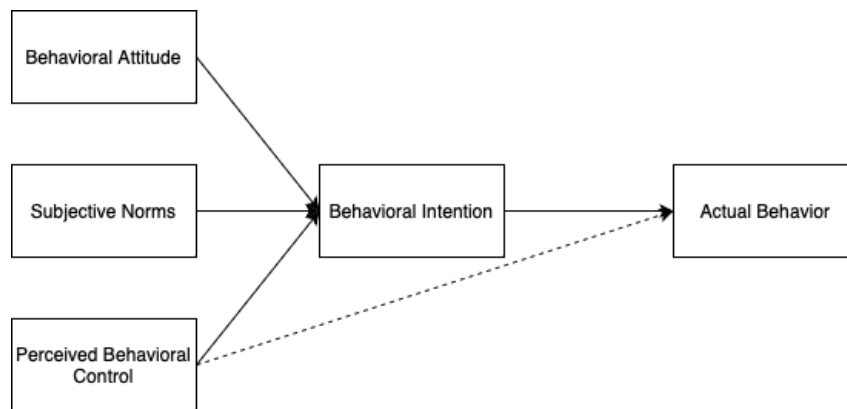 Behavioral Attitude
Subjective Norms
Behavioral Intention
Actual Behavior
Perceived Behavioral
Control